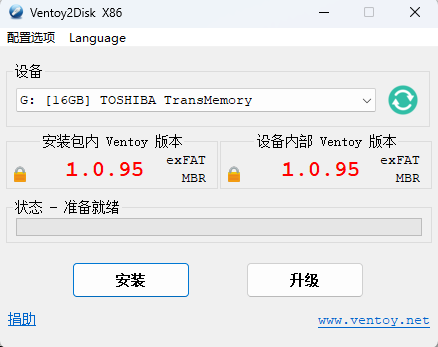 Ventoy2Disk X86
配置选项 Language
设备
G: [16GB] TOSHIBA TransMemory
安装包内 Ventoy 版本
1.0.95
exFAT
MBR
设备内部 Ventoy 版本
1.0.95
exFAT
MBR
状态 - 准备就绪
安装
升级
捐助
www.ventoy.net